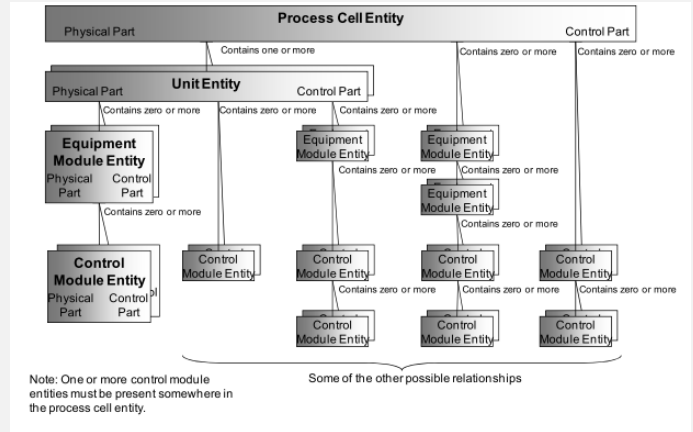 Process Cell Entity
Physical Part
Control Part
Contains one or more
Contains zero or more
Contains zero or more
Unit Entity
Physical Part
Control Part
Contains zero or more
Contains zero or more
Contains zero or more
Equipment
Module Entity
Physical Control
Part Part
Equipment
Module Entity
Equipment
Module Entity
Contains zero or more
Contains zero or more
Equipment
Module Entity
Contains zero or more
Contains zero or more
Control
Module Entity
Physical Control
Part Part
Control
Module Entity
Control
Module Entity
Control
Module Entity
Control
Module Entity
Contains zero or more
Contains zero or more
Contains zero or more
Control
Module Entity
Control
Module Entity
Control
Module Entity
Some of the other possible relationships
Note: One or more control module
entities must be present somewhere in
the process cell entity.